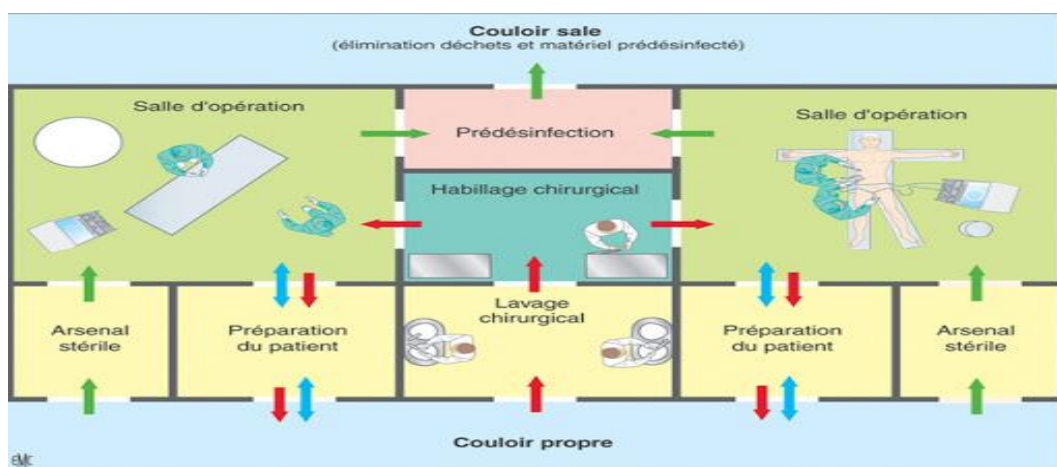 Couloir sale
(élimination déchets et matériel prédésinfecté)
Salle d'opération
Prédésinfection
Salle d'opération
Habillage chirurgical
Arsenal
stérile
Préparation
du patient
Lavage
chirurgical
Préparation
du patient
Arsenal
stérile
Couloir propre
EMC